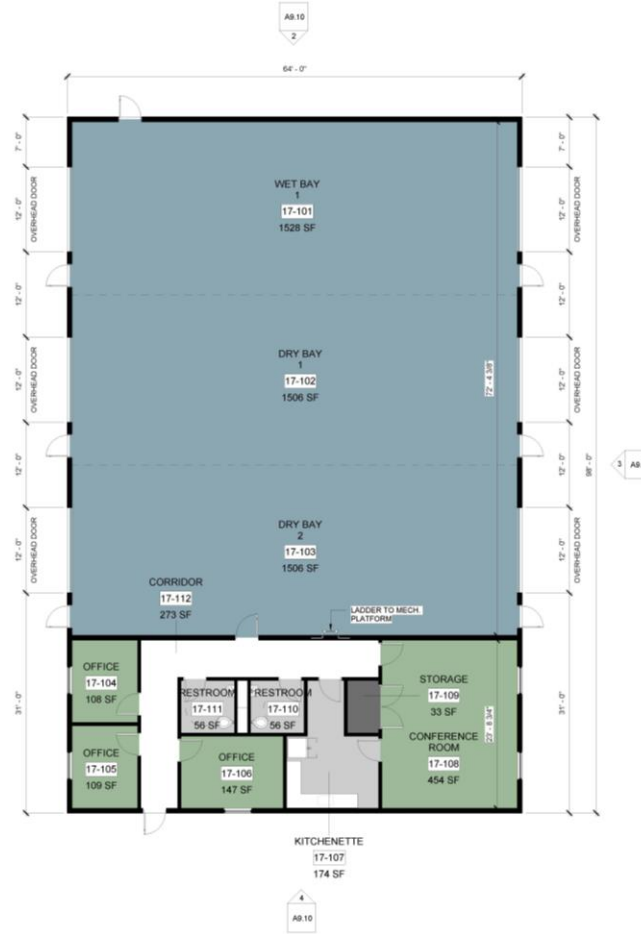 A9.10
2
64' - 0"
7' - 0"
7' - 0"
WET BAY
1
17-101
1528 SF
12' - 0"
OVERHEAD DOOR
12' - 0"
OVERHEAD DOOR
12' - 0"
12' - 0"
DRY BAY
1
17-102
1506 SF
12' - 0"
OVERHEAD DOOR
72' - 4 3/8"
12' - 0"
OVERHEAD DOOR
98' - 0"
3
A9.
12' - 0"
12' - 0"
DRY BAY
2
17-103
1506 SF
12' - 0"
OVERHEAD DOOR
12' - 0"
OVERHEAD DOOR
CORRIDOR
17-112
273 SF
LADDER TO MECH.
PLATFORM
OFFICE
17-104
108 SF
RESTROOM
17-111
56 SF
RESTROOM
17-110
56 SF
STORAGE
17-109
33 SF
31' - 0"
31' - 0"
23' - 8 3/4"
OFFICE
17-105
109 SF
OFFICE
17-106
147 SF
CONFERENCE
ROOM
17-108
454 SF
KITCHENETTE
17-107
174 SF
4
A9.10